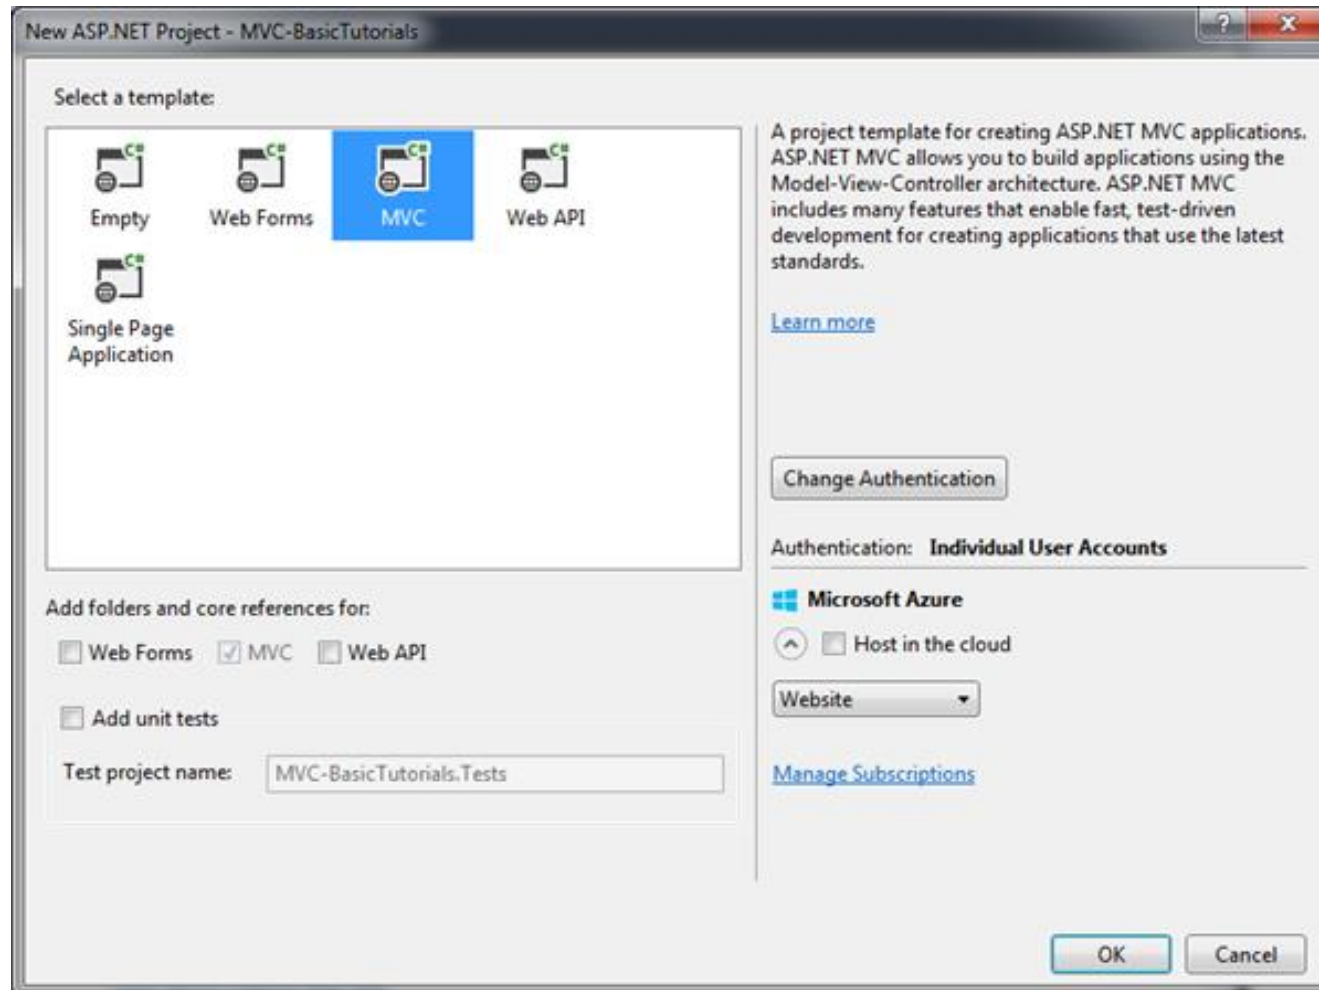 New ASP.NET Project - MVC-BasicTutorials
?
Select a template:
C#
C#
C#
C#
Empty
Web Forms
MVC
Web API
C#
Single Page
Application
A project template for creating ASP.NET MVC applications.
ASP.NET MVC allows you to build applications using the
Model-View-Controller architecture. ASP.NET MVC
includes many features that enable fast, test-driven
development for creating applications that use the latest
standards.
Learn more
Change Authentication
Authentication: Individual User Accounts
Microsoft Azure
Host in the cloud
Website
Manage Subscriptions
Add folders and core references for:
Web Forms MVC Web API
Add unit tests
Test project name: MVC-BasicTutorials.Tests
OK Cancel